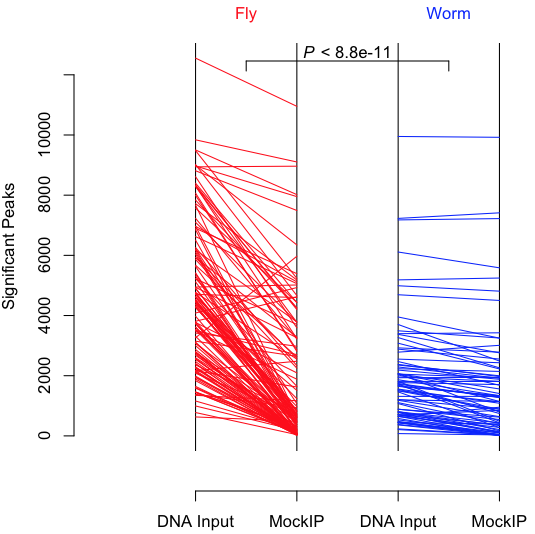 Fly Worm
P < 8.8e-11
Significant Peaks
10000
8000
6000
4000
2000
0
DNA Input MockIP DNA Input MockIP